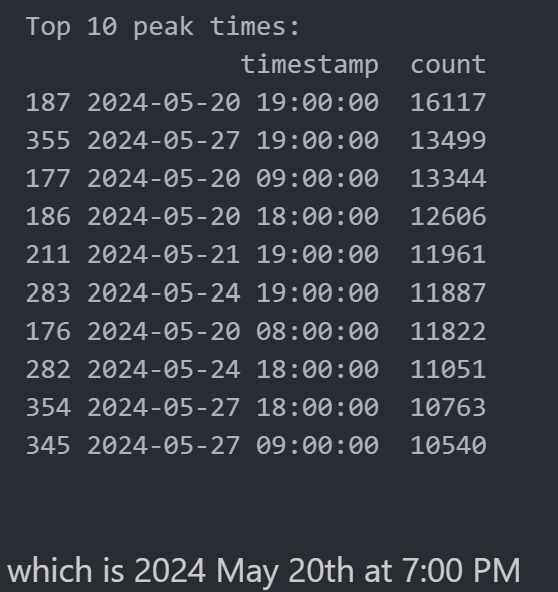 Top 10 peak times:
timestamp count
187 2024-05-20 19:00:00 16117
355 2024-05-27 19:00:00 13499
177 2024-05-20 09:00:00 13344
186 2024-05-20 18:00:00 12606
211 2024-05-21 19:00:00 11961
283 2024-05-24 19:00:00 11887
176 2024-05-20 08:00:00 11822
282 2024-05-24 18:00:00 11051
354 2024-05-27 18:00:00 10763
345 2024-05-27 09:00:00 10540
which is 2024 May 20th at 7:00 PM